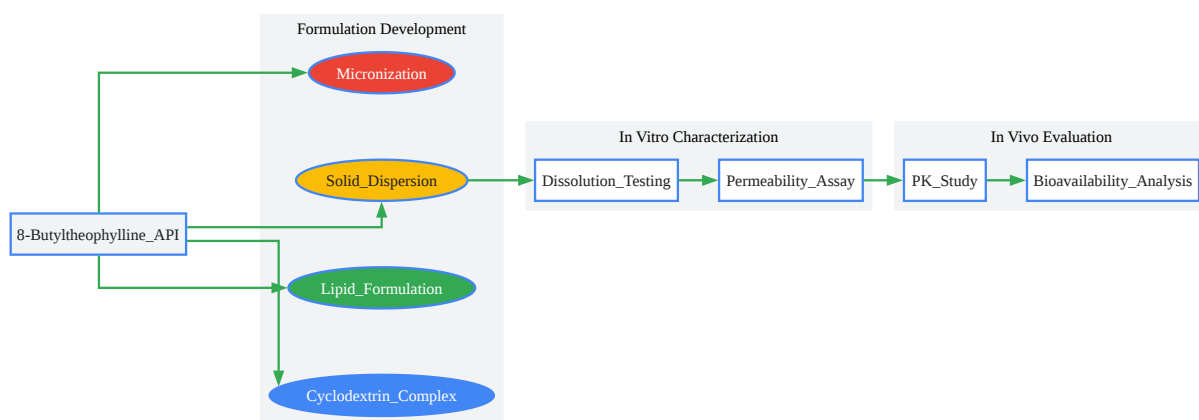 Formulation Development
Micronization
In Vitro Characterization
In Vivo Evaluation
Solid_Dispersion
Dissolution_Testing
Permeability_Assay
PK_Study
Bioavailability_Analysis
8-Butyltheophylline_API
Lipid_Formulation
Cyclodextrin_Complex